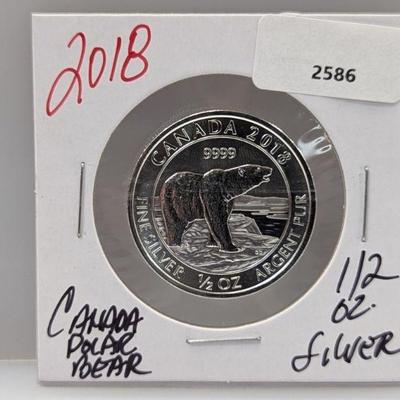 2018
2586
CANADA 2018
9999
FINE SILVER 1/2 OZ ARGENT PUR
CANADA
POLAR
BEAR
1/2
OZ.
SILVER